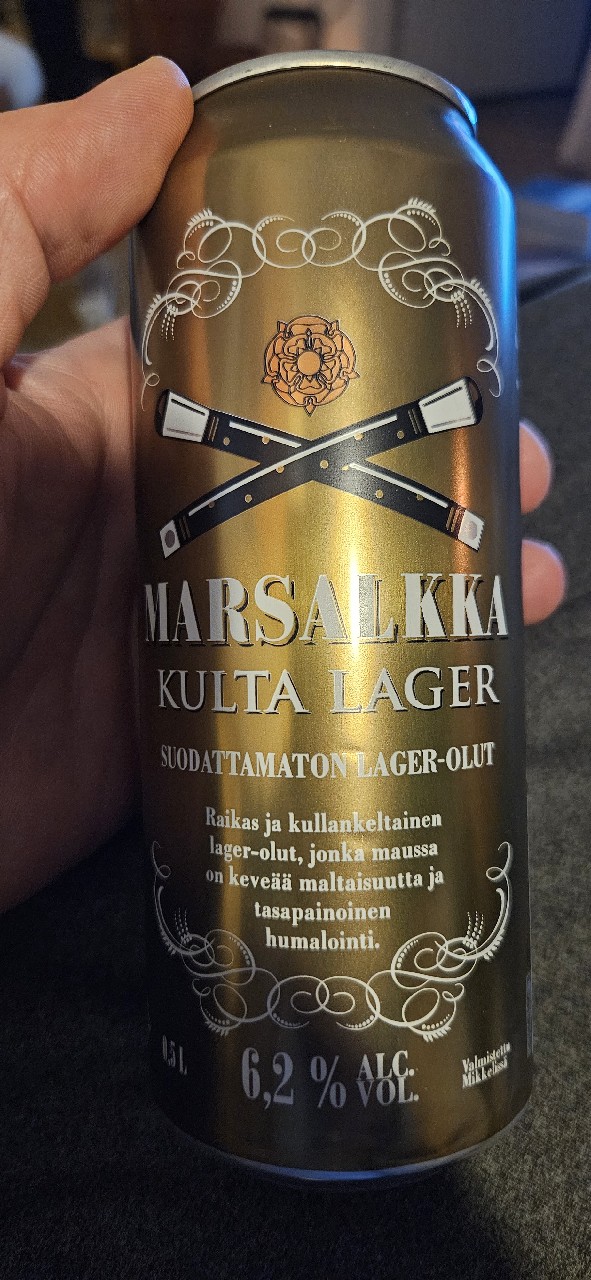 MARSALKKA
KULTA LAGER
SUODATTAMATON LAGER-OLUT
Raikas ja kullankeltainen
lager-olut, jonka maussa
on keveää maltaisuutta ja
tasapainoinen
humalointi.
0,5 L
6,2 % ALC.
VOL.
Valmistettu
Mikkelissä